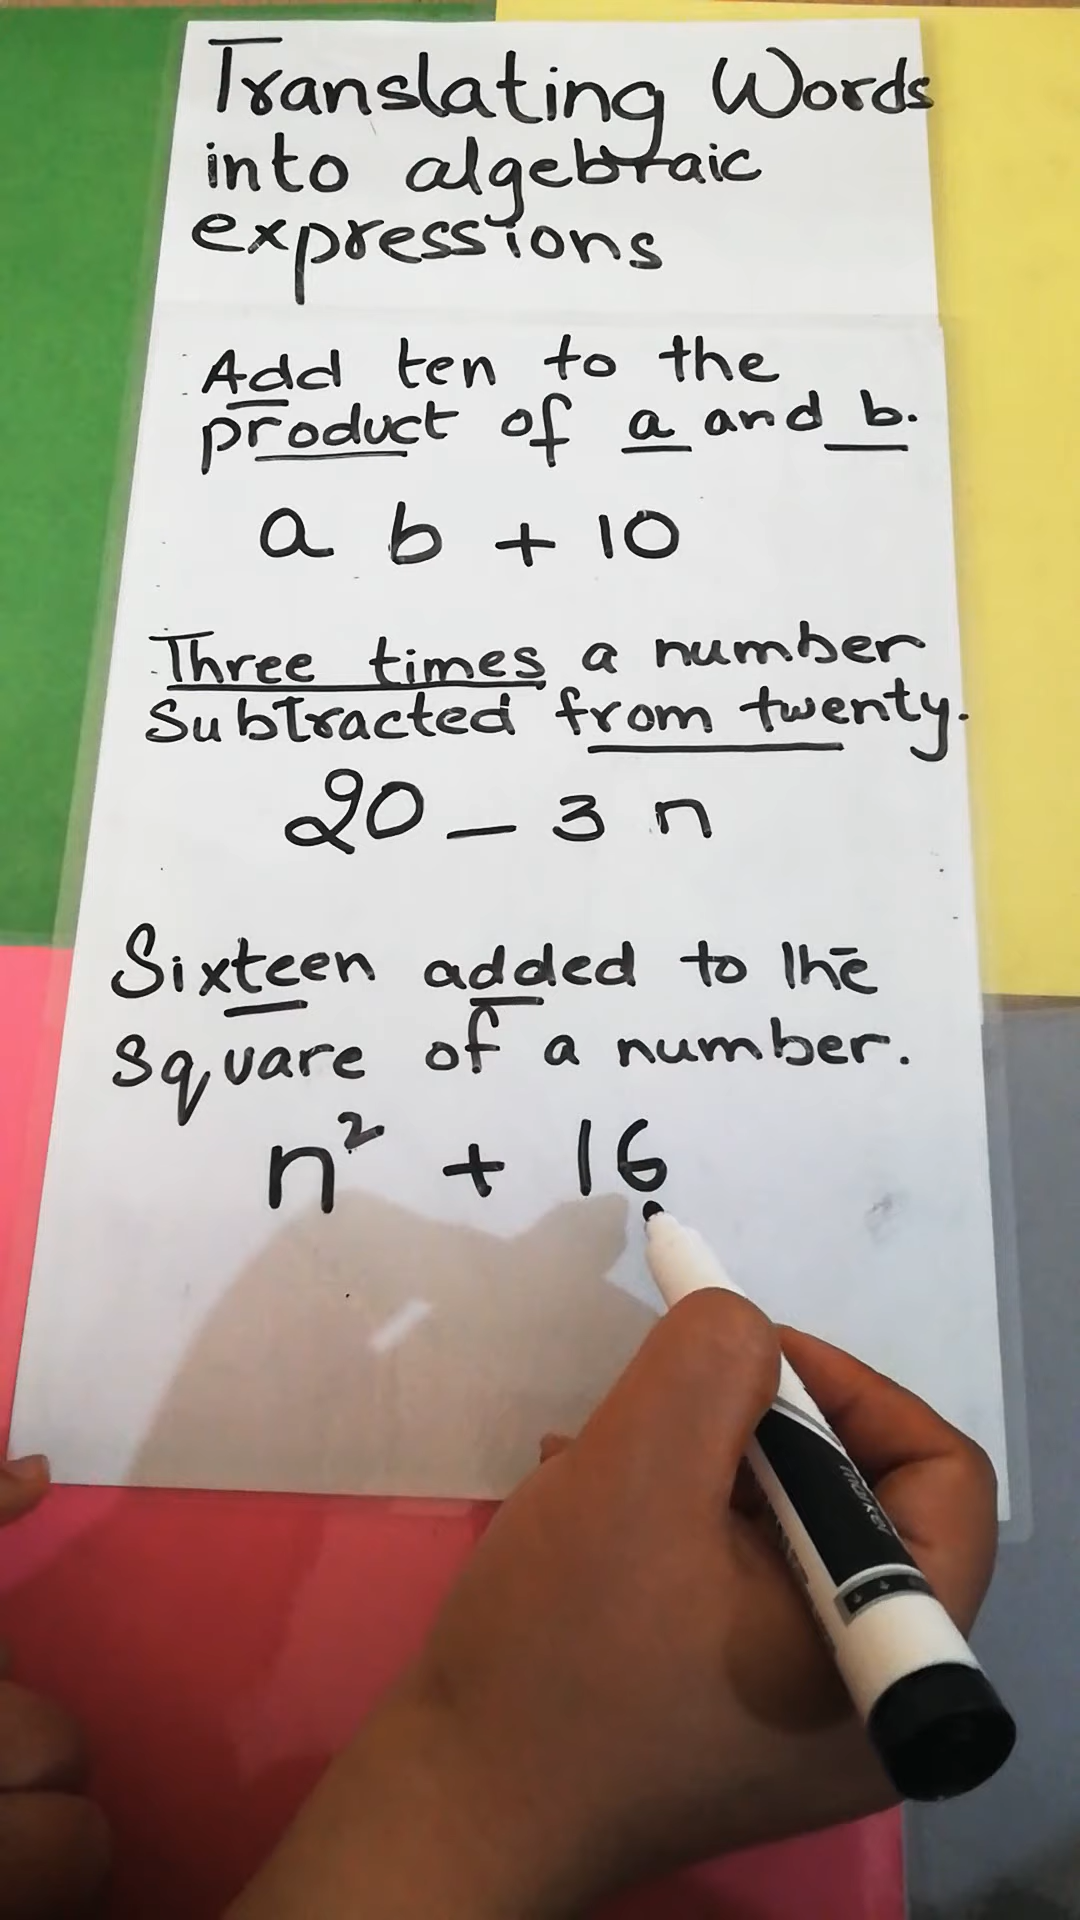 Translating Words
into algebraic
expressions
Add ten to the
product of a and b.
a b + 10
Three times a number
Subtracted from twenty.
20 - 3 n
Sixteen added to the
square of a number.
n² + 16
marker